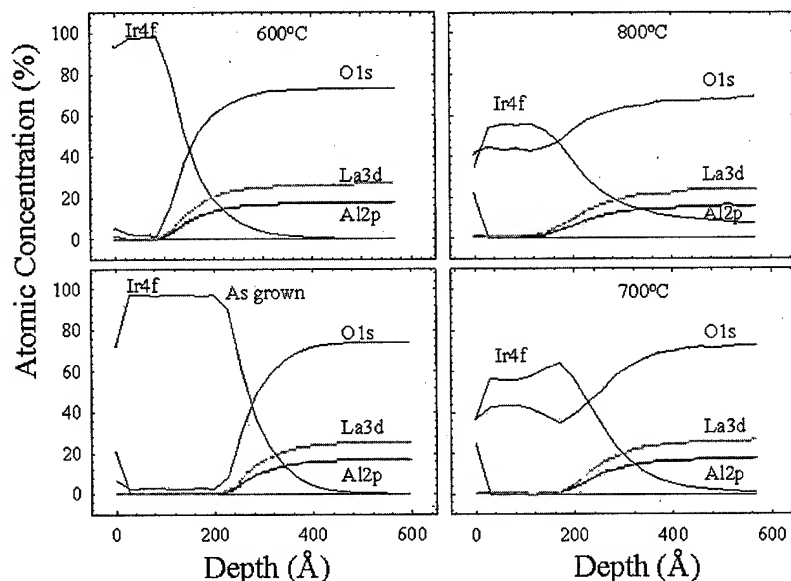 Atomic Concentration (%)
100
80
60
40
20
0
Ir4f
600ºC
O1s
La3d
Al2p
800ºC
Ir4f
O1s
La3d
Al2p
100
80
60
40
20
0
Ir4f
As grown
O1s
La3d
Al2p
0 200 400 600
Depth (Å)
700ºC
Ir4f
O1s
La3d
Al2p
0 200 400 600
Depth (Å)